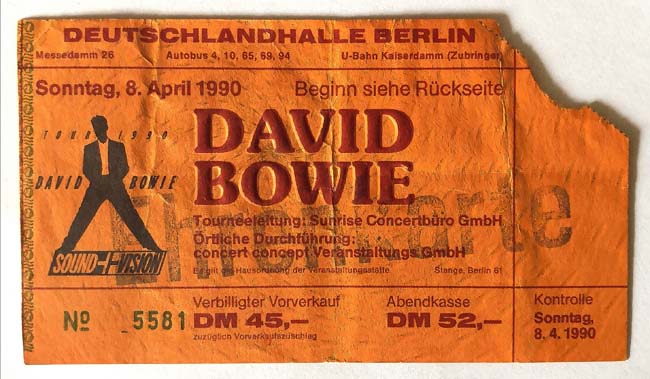 DEUTSCHLANDHALLE BERLIN
Messedamm 26 Autobus 4, 10, 65, 69, 94 U-Bahn Kaiserdamm (Zubringer
Sonntag, 8. April 1990 Beginn siehe Rückseite
TOUR 1990
DAVID BOWIE
SOUND+VISION
DAVID
BOWIE
Ehrenkarte
Tourneeleitung: Sunrise Concertbüro GmbH
Örtliche Durchführung:
concert concept Veranstaltungs GmbH
Es gilt die Hausordnung der Veranstaltungsstätte. Stange, Berlin 61
Nº 5581
Verbilligter Vorverkauf
DM 45,—
zuzüglich Vorverkaufszuschlag
Abendkasse
DM 52,—
Kontrolle
Sonntag,
8. 4. 1990